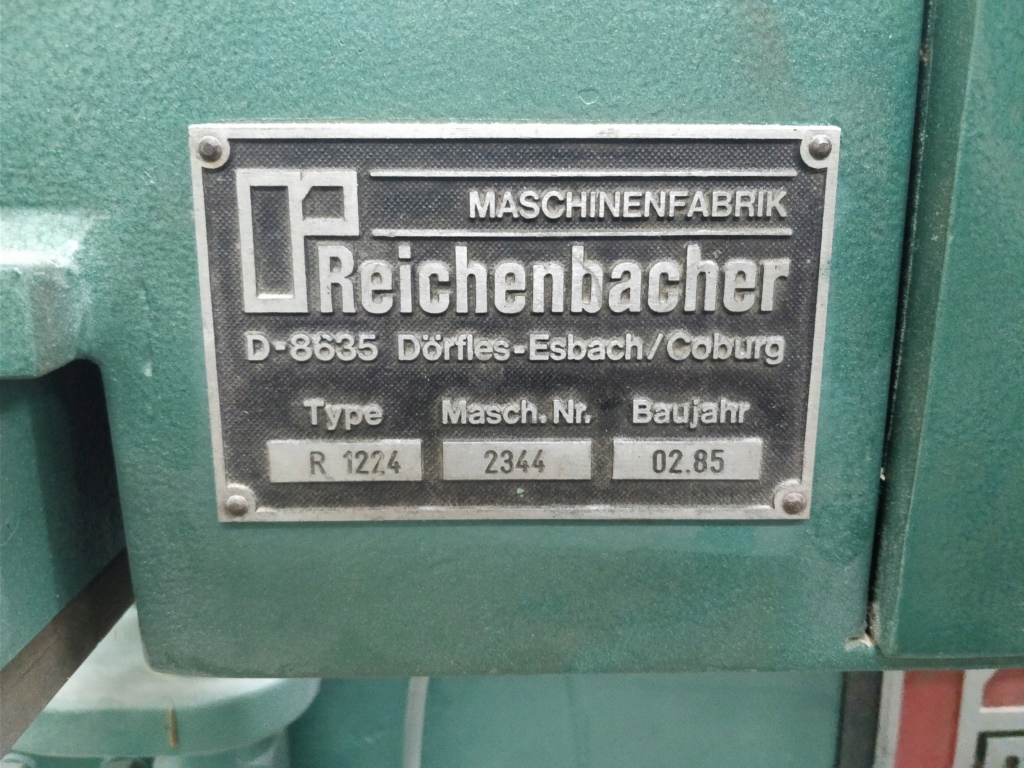 MASCHINENFABRIK
Reichenbacher
D-8635 Dörfles-Esbach/Coburg
Type Masch. Nr. Baujahr
R 1224 2344 02.85